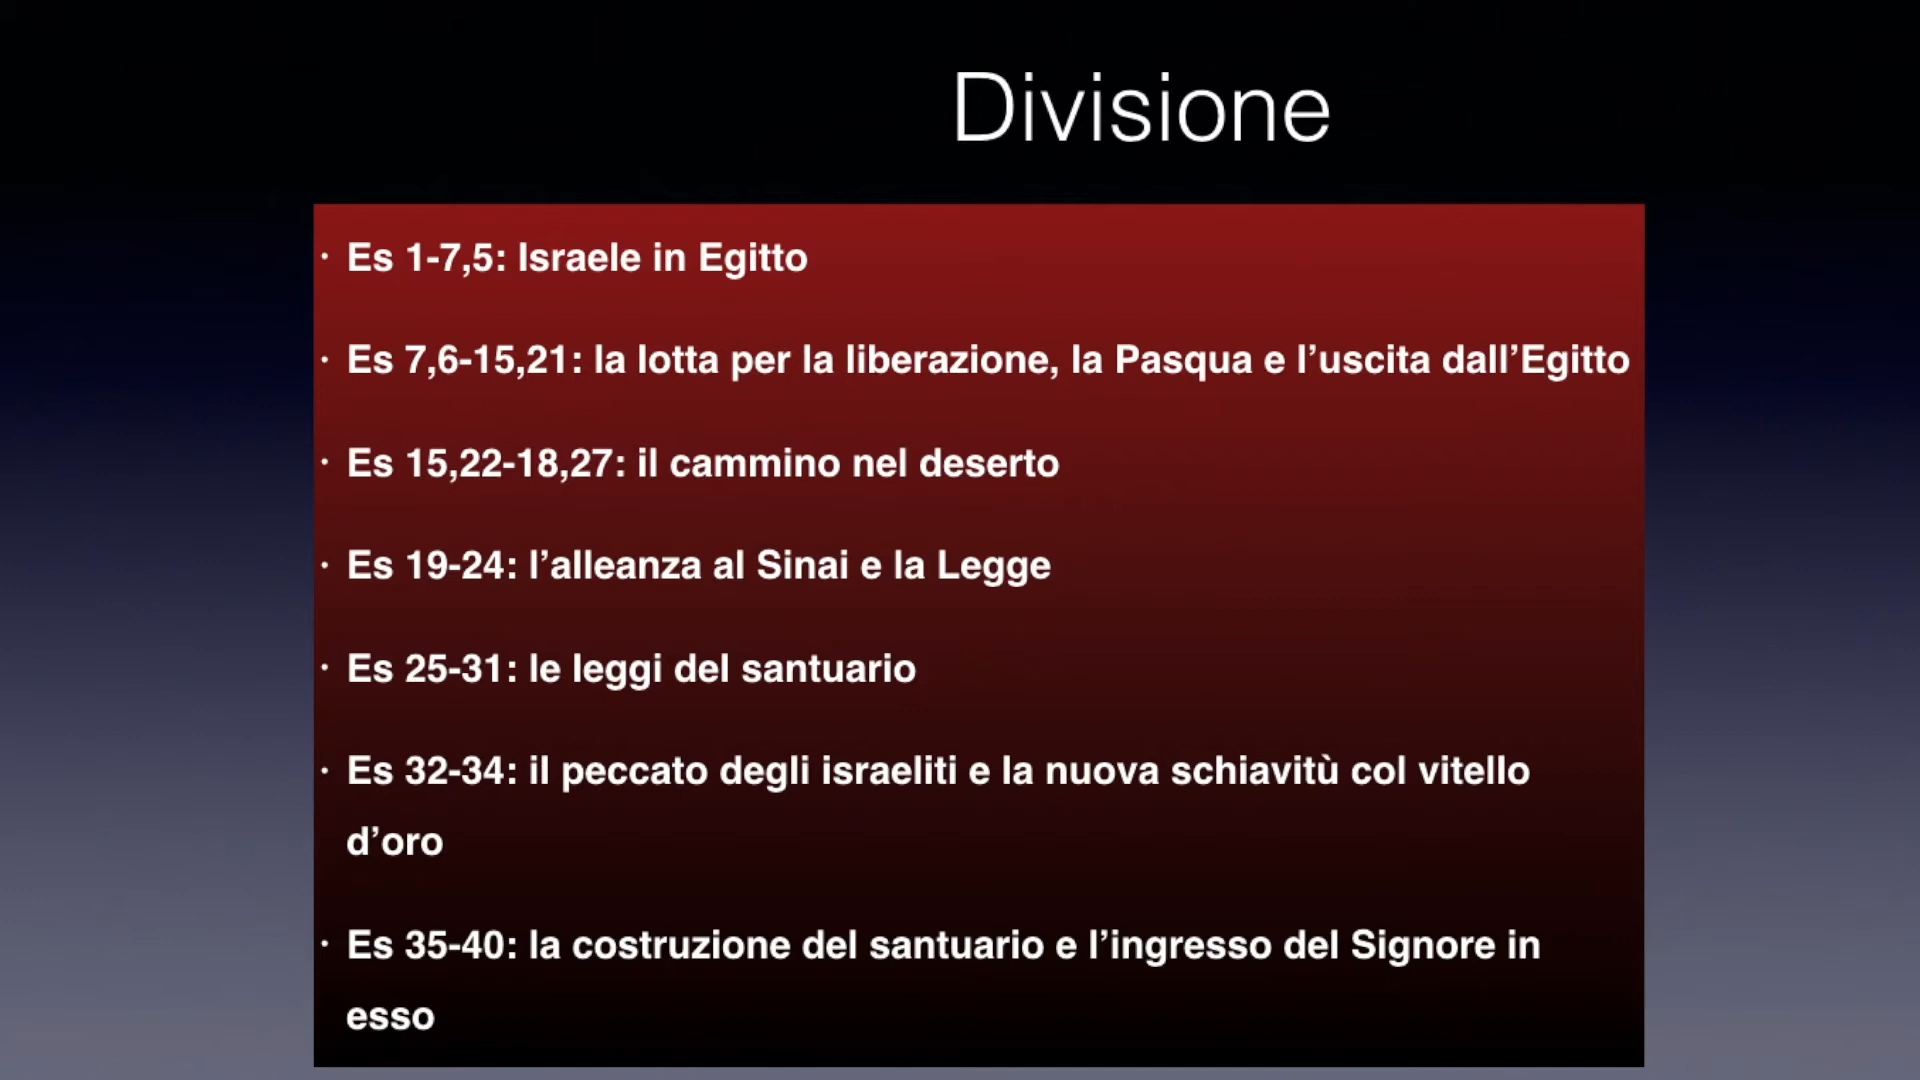 Divisione
· Es 1-7,5: Israele in Egitto
· Es 7,6-15,21: la lotta per la liberazione, la Pasqua e l’uscita dall’Egitto
· Es 15,22-18,27: il cammino nel deserto
· Es 19-24: l’alleanza al Sinai e la Legge
· Es 25-31: le leggi del santuario
· Es 32-34: il peccato degli israeliti e la nuova schiavitù col vitello
d’oro
· Es 35-40: la costruzione del santuario e l’ingresso del Signore in
esso